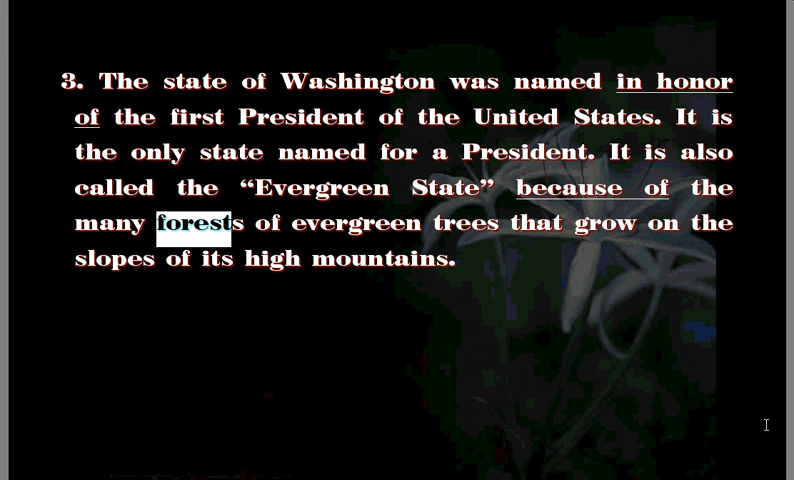 3. The state of Washington was named in honor
of the first President of the United States. It is
the only state named for a President. It is also
called the “Evergreen State” because of the
many forests of evergreen trees that grow on the
slopes of its high mountains.